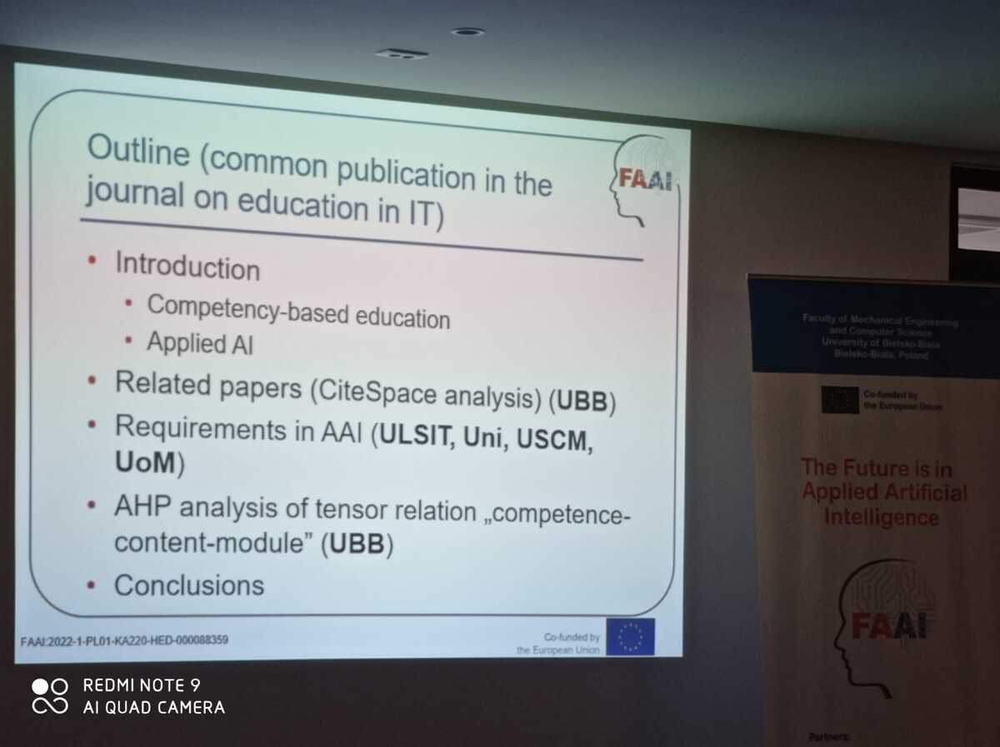 Outline (common publication in the
journal on education in IT)
FAAI
• Introduction
• Competency-based education
• Applied AI
• Related papers (CiteSpace analysis) (UBB)
• Requirements in AAI (ULSIT, Uni, USCM,
UoM)
• AHP analysis of tensor relation „competence-
content-module” (UBB)
• Conclusions
FAAI:2022-1-PL01-KA220-HED-000088359
Co-funded by
the European Union
Faculty of Mechanical Engineering
and Computer Science
University of Bielsko-Biala
Bielsko-Biala, Poland
Co-funded by
the European Union
The Future is in
Applied Artificial
Intelligence
FAAI
Partners:
REDMI NOTE 9
AI QUAD CAMERA